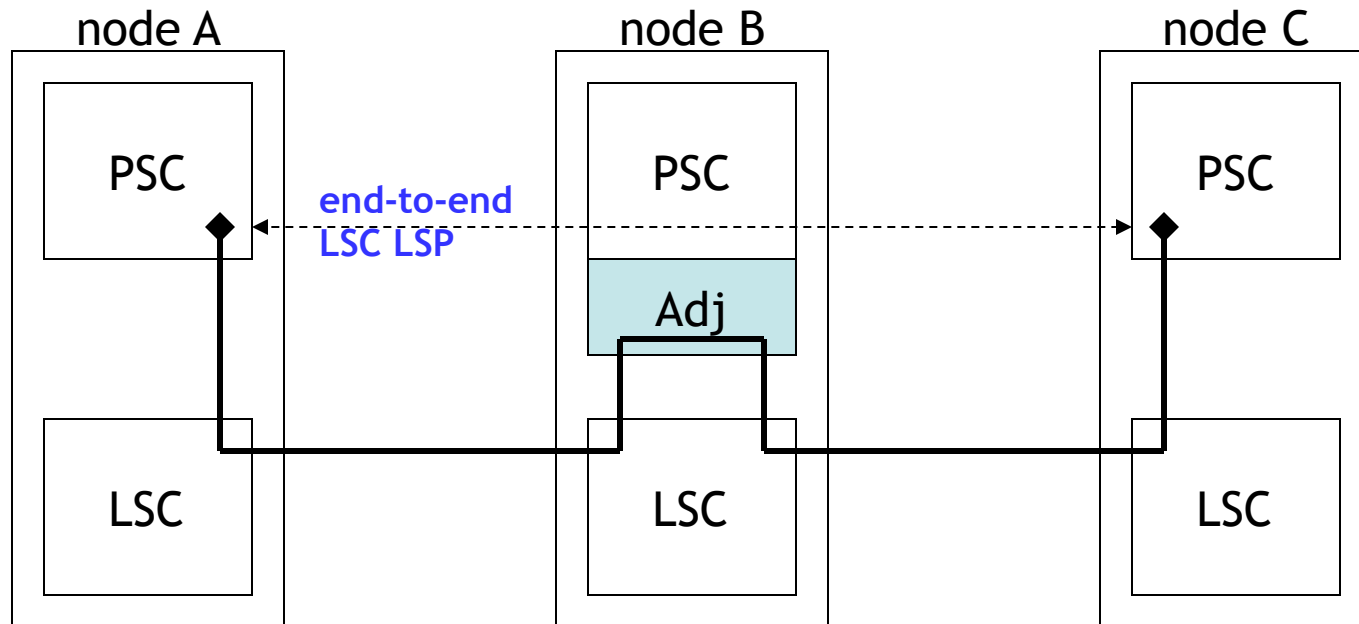 node A
node B
node C
PSC
PSC
PSC
end-to-end
LSC LSP
Adj
LSC
LSC
LSC